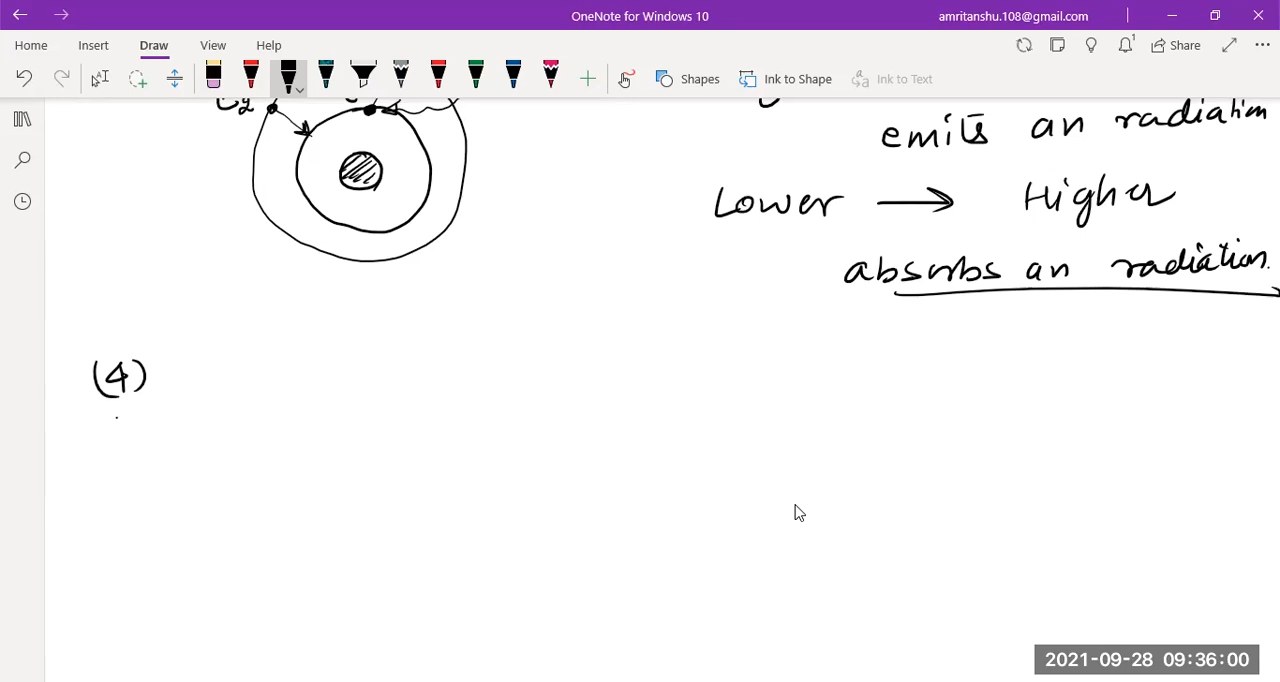 OneNote for Windows 10
amritanshu.108@gmail.com
Home Insert Draw View Help
1
Share
Shapes
Ink to Shape
Ink to Text
emits an radiation
Lower → Higher
absorbs an radiation.
(4)
2021-09-28 09:36:00